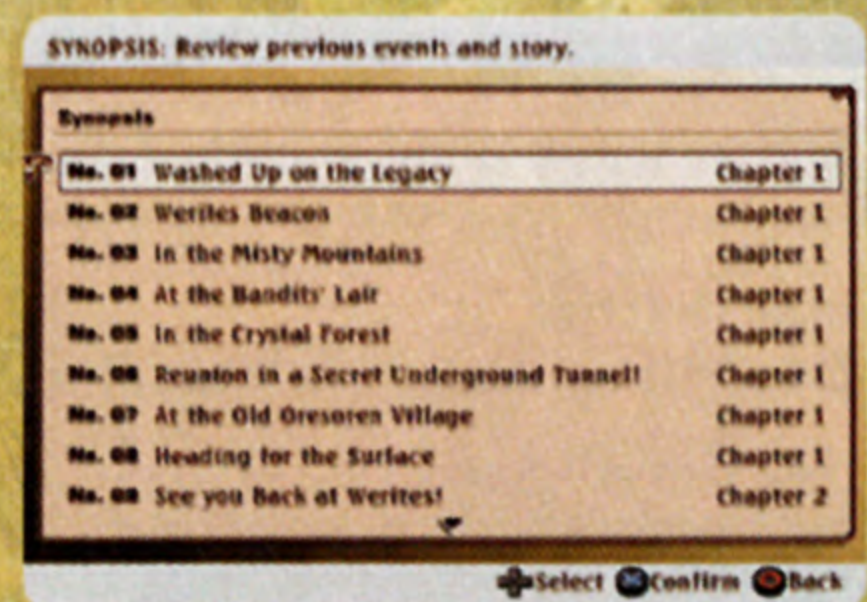 SYNOPSIS: Review previous events and story.
Synopsis
No. 01 Washed Up on the Legacy Chapter 1
No. 02 Werites Beacon Chapter 1
No. 03 In the Misty Mountains Chapter 1
No. 04 At the Bandits' Lair Chapter 1
No. 05 In the Crystal Forest Chapter 1
No. 06 Reunion in a Secret Underground Tunnel! Chapter 1
No. 07 At the Old Oresoren Village Chapter 1
No. 08 Heading for the Surface Chapter 1
No. 09 See you Back at Werites! Chapter 2
Select Confirm Back